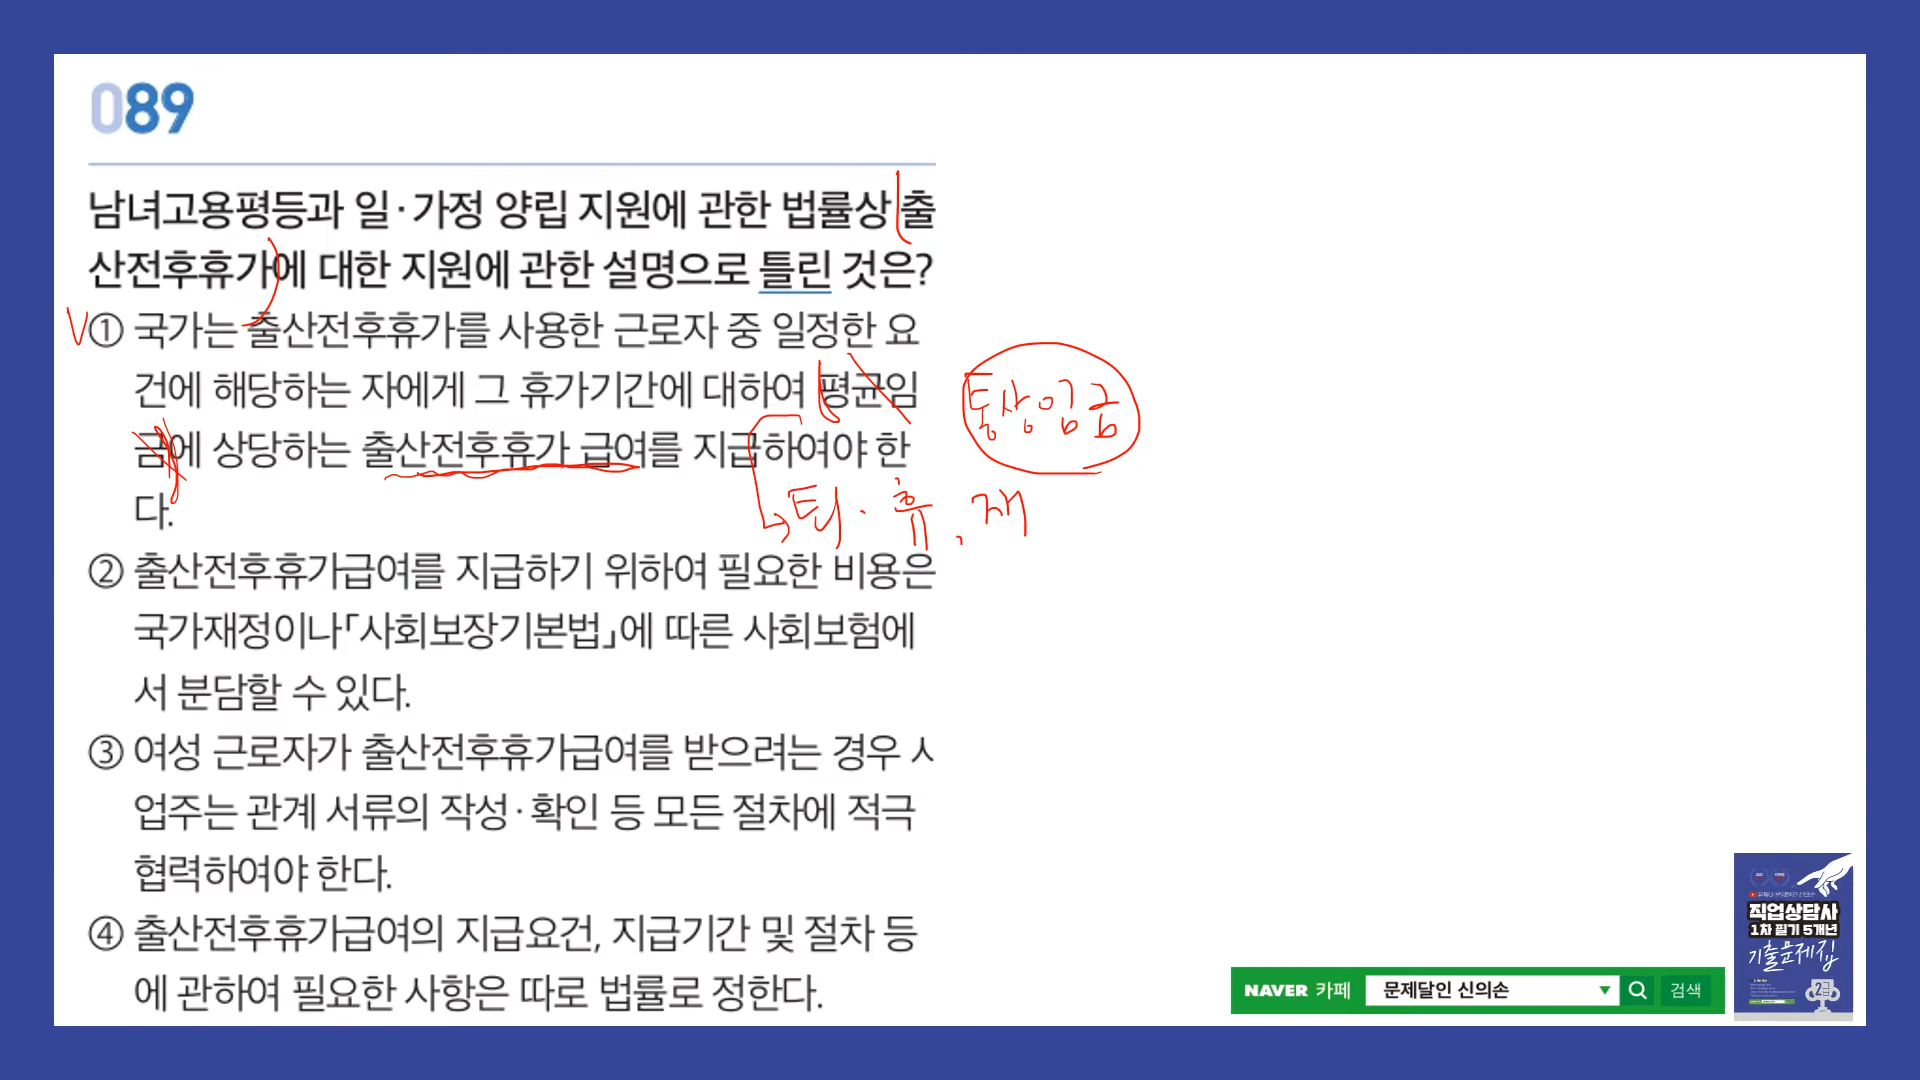 089
남녀고용평등과 일·가정 양립 지원에 관한 법률상 출
산전후휴가에 대한 지원에 관한 설명으로 틀린 것은?
① 국가는 출산전후휴가를 사용한 근로자 중 일정한 요
건에 해당하는 자에게 그 휴가기간에 대하여 평균임
금에 상당하는 출산전후휴가 급여를 지급하여야 한
다.
통상임금
퇴·휴, 재
② 출산전후휴가급여를 지급하기 위하여 필요한 비용은
국가재정이나「사회보장기본법」에 따른 사회보험에
서 분담할 수 있다.
③ 여성 근로자가 출산전후휴가급여를 받으려는 경우 사
업주는 관계 서류의 작성·확인 등 모든 절차에 적극
협력하여야 한다.
④ 출산전후휴가급여의 지급요건, 지급기간 및 절차 등
에 관하여 필요한 사항은 따로 법률로 정한다.
NAVER 카페 문제달인 신의손 검색
직업상담사
1차 필기 5개년
기출문제집
2급